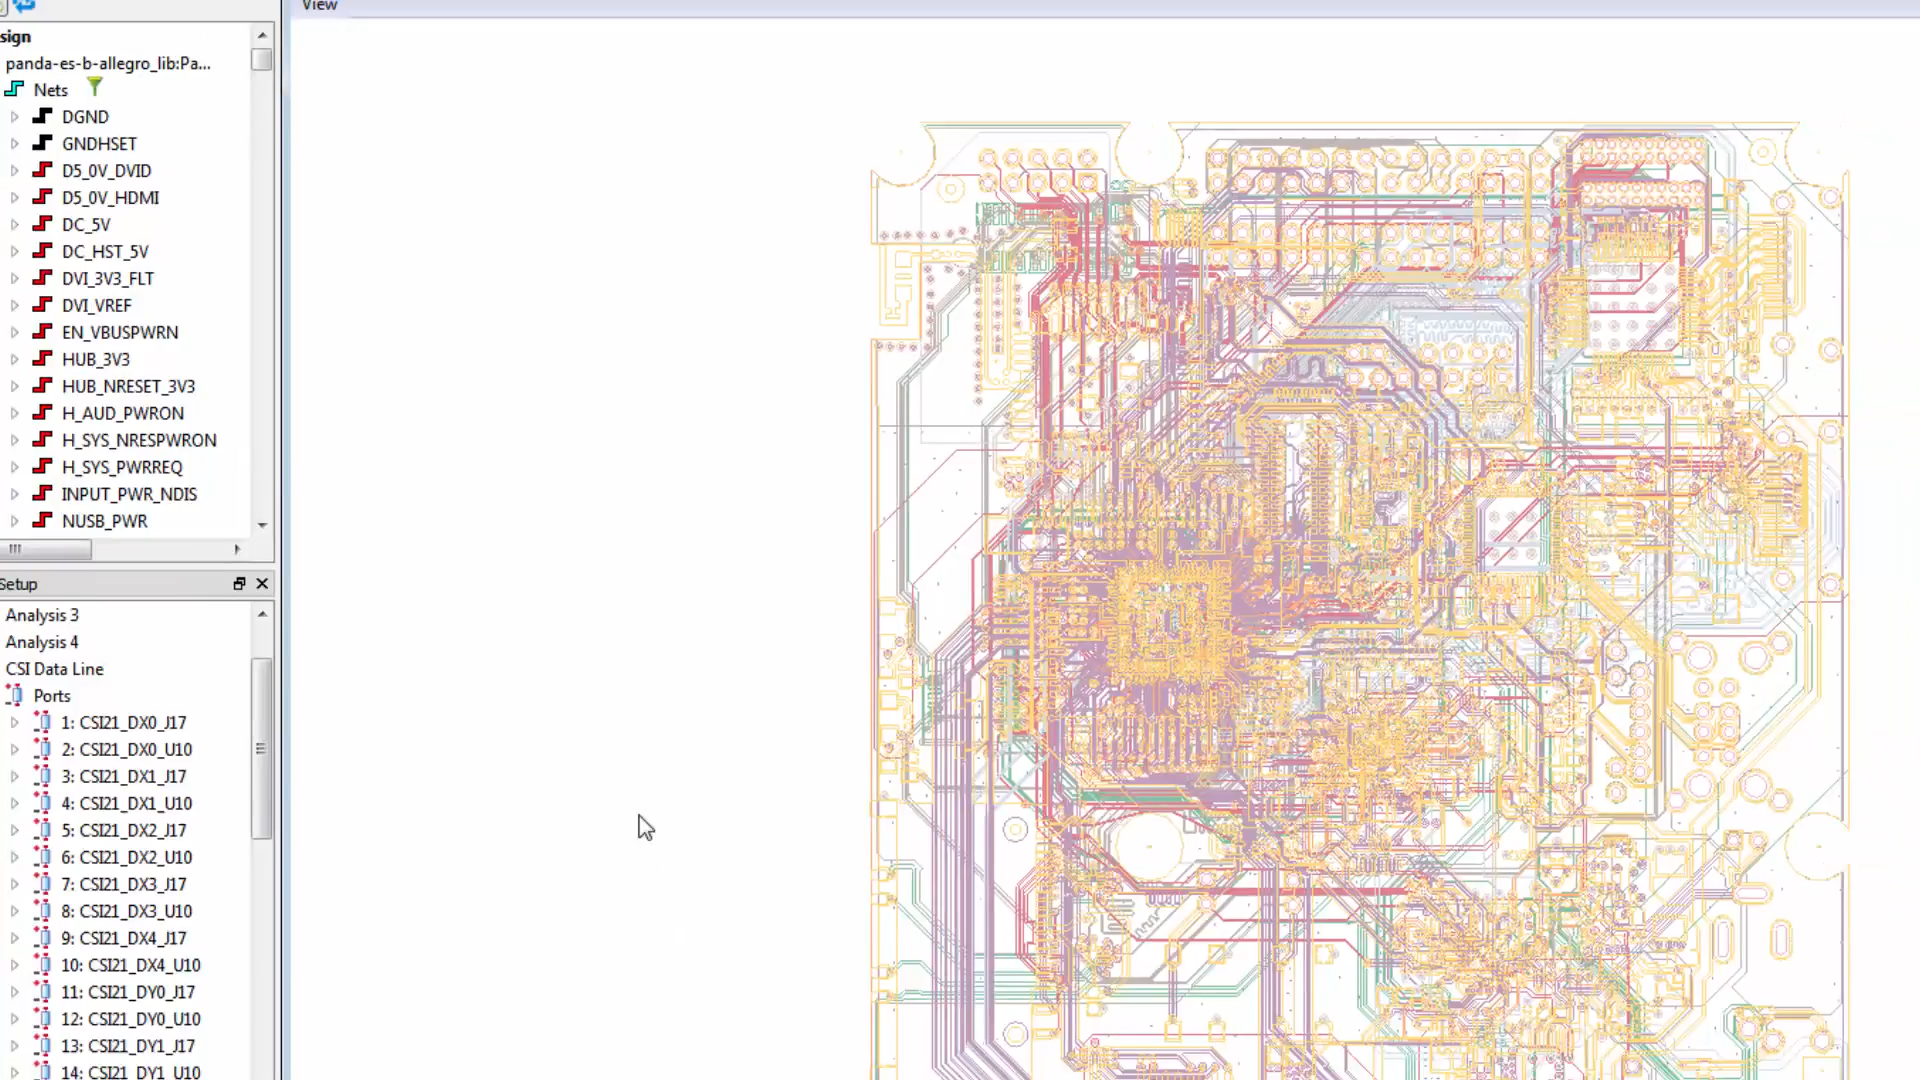 View
sign
panda-es-b-allegro_lib:Pa...
Nets
DGND
GNDHSET
D5_0V_DVID
D5_0V_HDMI
DC_5V
DC_HST_5V
DVI_3V3_FLT
DVI_VREF
EN_VBUSPWRN
HUB_3V3
HUB_NRESET_3V3
H_AUD_PWRON
H_SYS_NRESPWRON
H_SYS_PWRREQ
INPUT_PWR_NDIS
NUSB_PWR
Setup
Analysis 3
Analysis 4
CSI Data Line
Ports
1: CSI21_DX0_J17
2: CSI21_DX0_U10
3: CSI21_DX1_J17
4: CSI21_DX1_U10
5: CSI21_DX2_J17
6: CSI21_DX2_U10
7: CSI21_DX3_J17
8: CSI21_DX3_U10
9: CSI21_DX4_J17
10: CSI21_DX4_U10
11: CSI21_DY0_J17
12: CSI21_DY0_U10
13: CSI21_DY1_J17
14: CSI21_DY1_U10